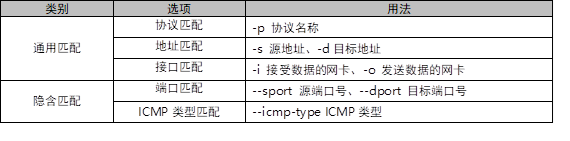 类别 选项 用法
通用匹配 协议匹配 -p 协议名称
地址匹配 -s 源地址、-d 目标地址
接口匹配 -i 接受数据的网卡、-o 发送数据的网卡
隐含匹配 端口匹配 --sport 源端口号、--dport 目标端口号
ICMP 类型匹配 --icmp-type ICMP 类型